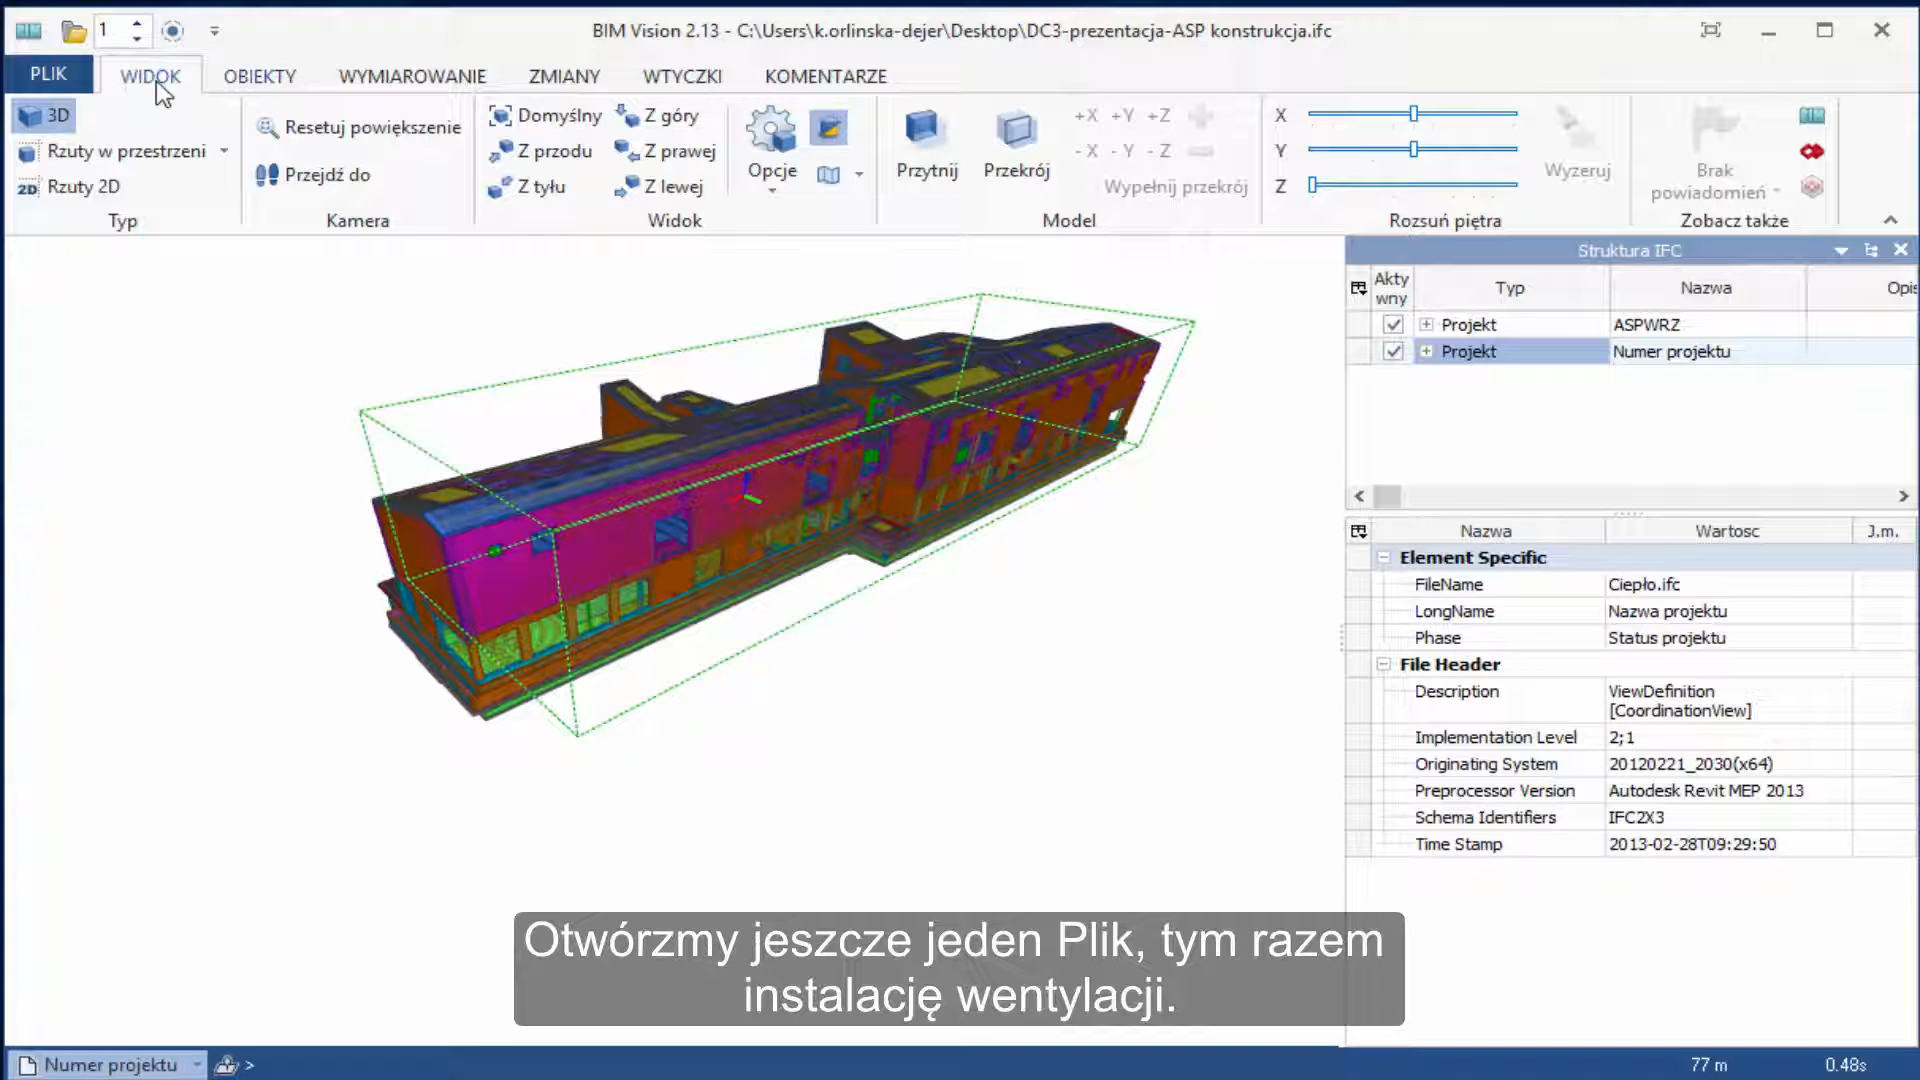 1
BIM Vision 2.13 - C:\Users\k.orlinska-dejer\Desktop\DC3-prezentacja-ASP konstrukcja.ifc
PLIK
WIDOK
OBIEKTY
WYMIAROWANIE
ZMIANY
WTYCZKI
KOMENTARZE
3D
Rzuty w przestrzeni
2D Rzuty 2D
Typ
Resetuj powiększenie
Przejdź do
Kamera
Domyślny
Z góry
Z przodu
Z prawej
Z tyłu
Z lewej
Opcje
Widok
Przytnij
Przekrój
+X +Y +Z
-X -Y -Z
Wypełnij przekrój
Model
X
Y
Z
Wyzeruj
Rozsuń piętra
Brak
powiadomień
Zobacz także
Struktura IFC
Akty
wny
Typ
Nazwa
Opis
Projekt ASPWRZ
Projekt Numer projektu
Nazwa Wartosc J.m.
Element Specific
FileName Ciepło.ifc
LongName Nazwa projektu
Phase Status projektu
File Header
Description ViewDefinition
[CoordinationView]
Implementation Level 2;1
Originating System 20120221_2030(x64)
Preprocessor Version Autodesk Revit MEP 2013
Schema Identifiers IFC2X3
Time Stamp 2013-02-28T09:29:50
Otwórzmy jeszcze jeden Plik, tym razem
instalację wentylacji.
Numer projektu
>
77 m
0.48s